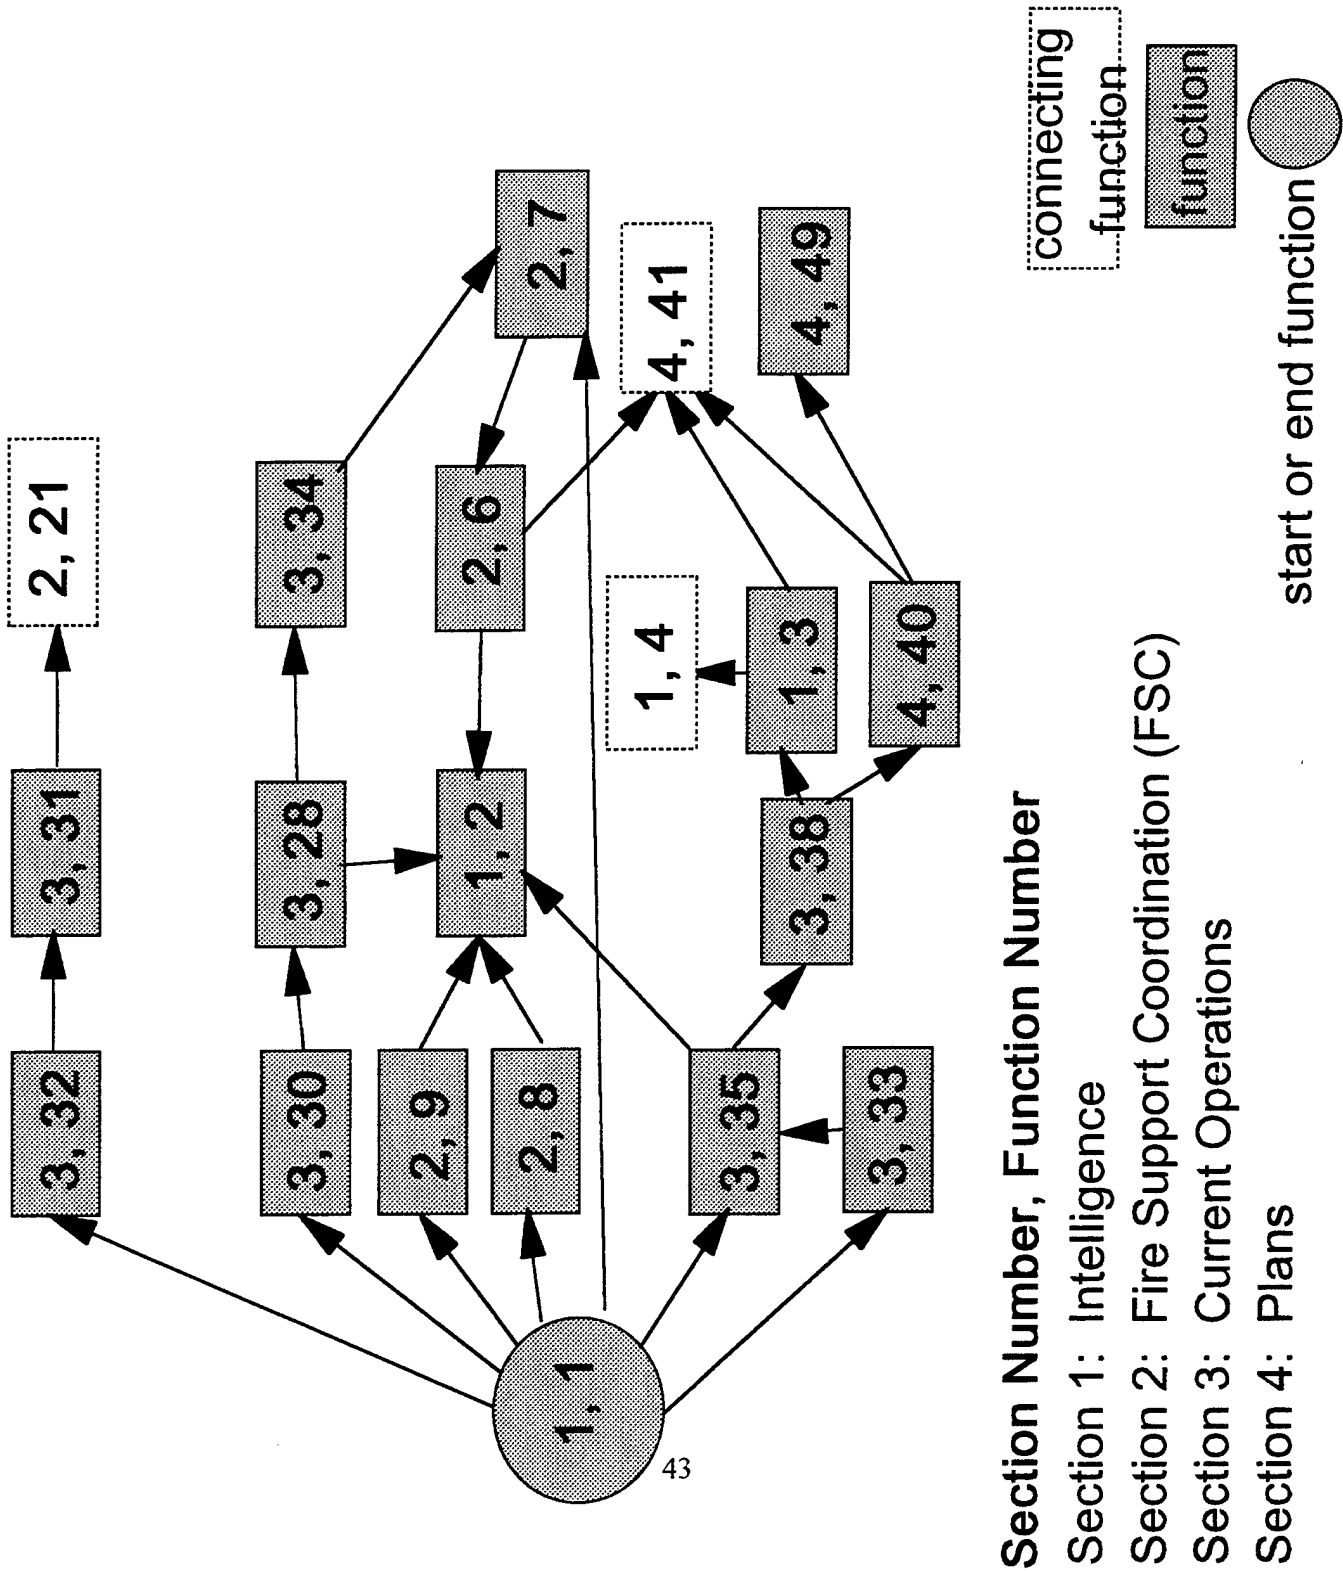 3, 32
3, 31
2, 21
3, 30
3, 28
3, 34
2, 9
2, 8
1, 2
2, 6
2, 7
1, 1
3, 35
3, 33
3, 38
1, 4
1, 3
4, 40
4, 41
4, 49
43
Section Number, Function Number
Section 1: Intelligence
Section 2: Fire Support Coordination (FSC)
Section 3: Current Operations
Section 4: Plans
connecting
function
function
start or end function